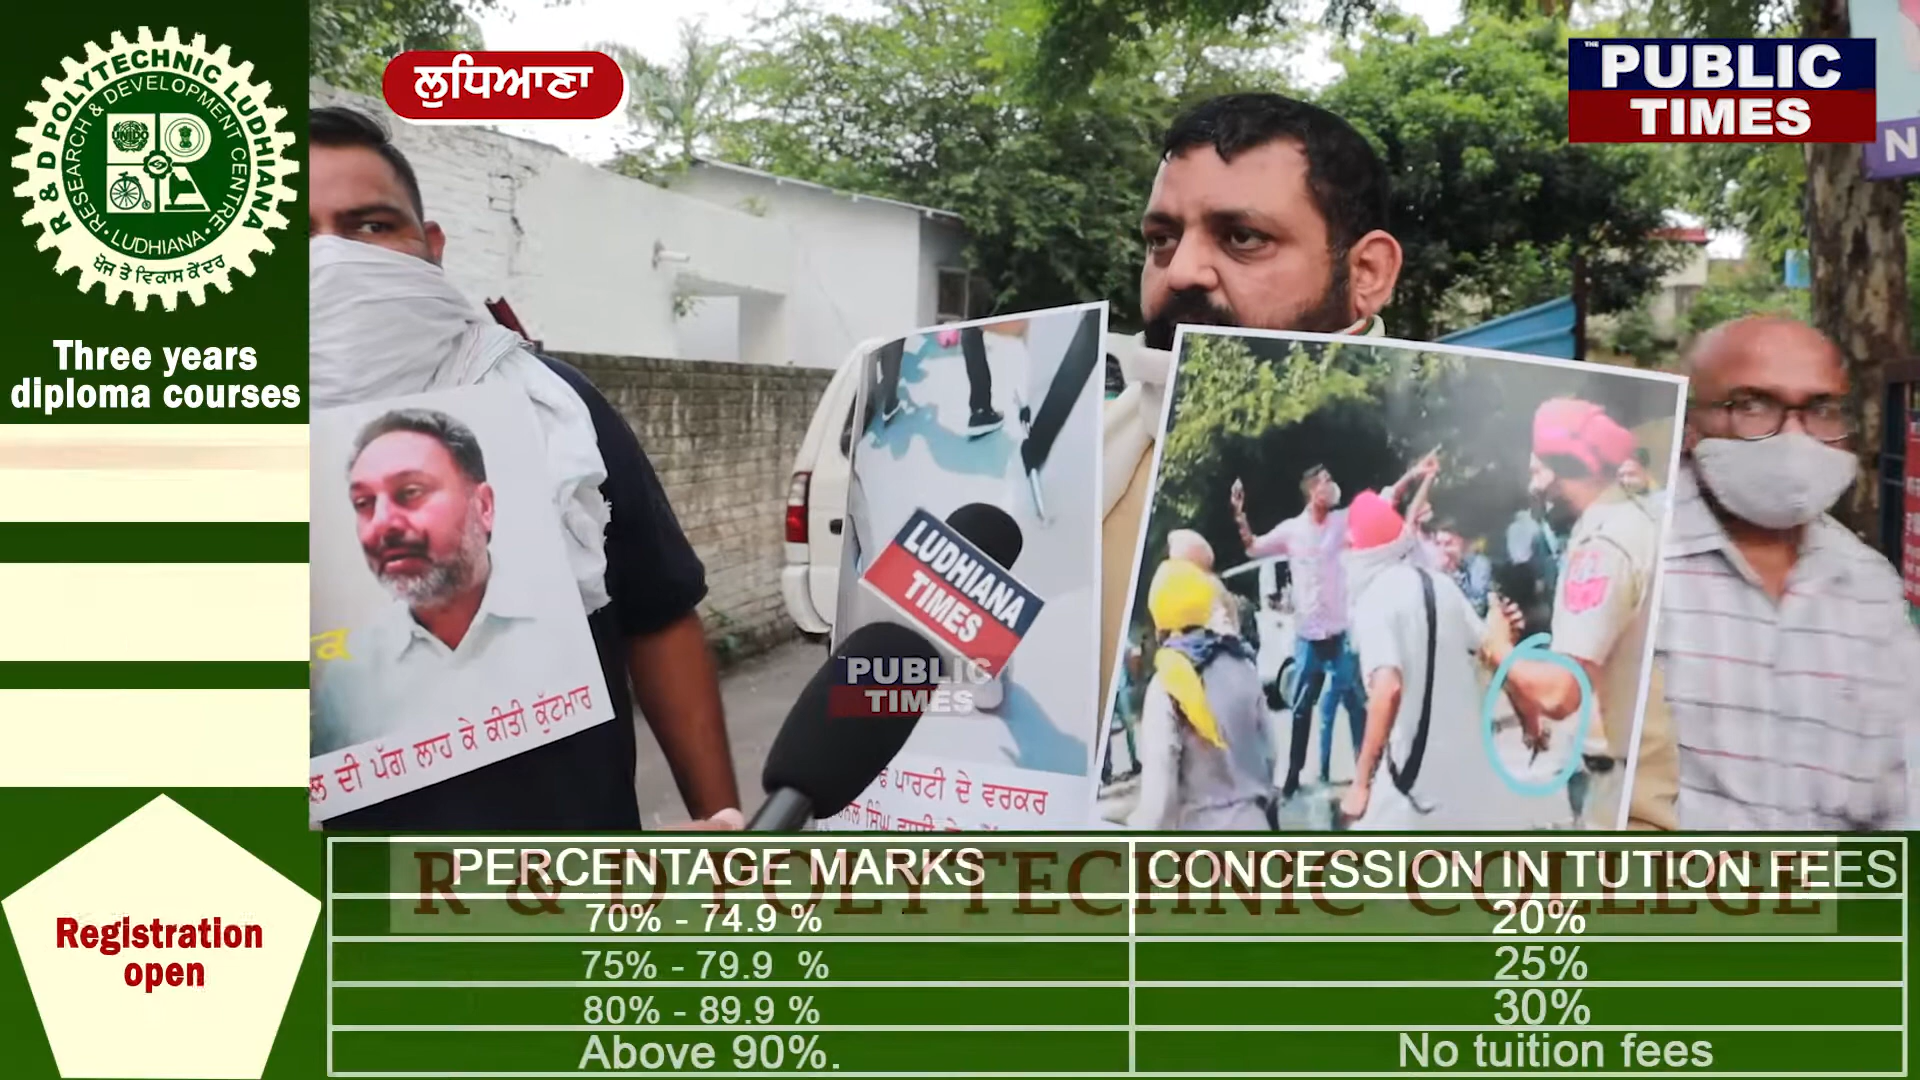 R & D POLYTECHNIC LUDHIANA
RESEARCH & DEVELOPMENT CENTRE
UNIDO
· LUDHIANA ·
ਖੋਜ ਤੇ ਵਿਕਾਸ ਕੇਂਦਰ
Three years
diploma courses
Registration
open
ਲੁਧਿਆਣਾ
THE
PUBLIC
TIMES
N
LUDHIANA
TIMES
PUBLIC
TIMES
ਦੀ ਪੱਗ ਲਾਹ ਕੇ ਕੀਤੀ ਕੁੱਟਮਾਰ
ਪਾਰਟੀ ਦੇ ਵਰਕਰ
ਸਿੰਘ
R & D POLYTECHNIC COLLEGE
PERCENTAGE MARKS CONCESSION IN TUTION FEES
70% - 74.9 % 20%
75% - 79.9 % 25%
80% - 89.9 % 30%
Above 90%. No tuition fees